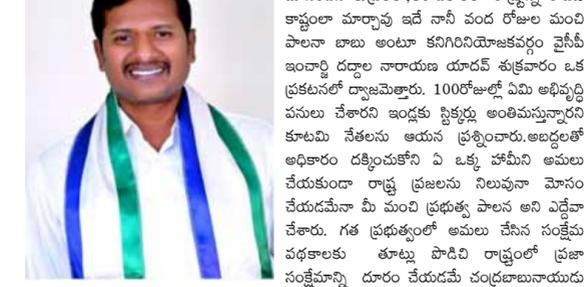 కాష్టంలా మార్చావు ఇదే నానీ వంద రోజుల మంచి
పాలనా బాబు అంటూ కనిగిరినియోజకవర్గం వైసీపీ
ఇంచార్జి దద్దాల నారాయణ యాదవ్ శుక్రవారం ఒక
ప్రకటనలో ద్వాజమెత్తారు. 100రోజుల్లో ఏమి అభివృద్ధి
పనులు చేశారని ఇండ్లకు స్టిక్కర్లు అంతిమస్తున్నారని
కూటమి నేతలను ఆయన ప్రశ్నించారు.అబద్దలతో
అధికారం దక్కించుకోని ఏ ఒక్క హామీని అమలు
చేయకుండా రాష్ట్ర ప్రజలను నిలువునా మోసం
చేయడమేనా మీ మంచి ప్రభుత్వ పాలన అని ఎద్దేవా
చేశారు. గత ప్రభుత్వంలో అమలు చేసిన సంక్షేమ
పథకాలకు తూట్లు పొడిచి రాష్ట్రంలో ప్రజా
సంక్షేమాన్ని దూరం చేయడమే చంద్రబాబునాయుడు